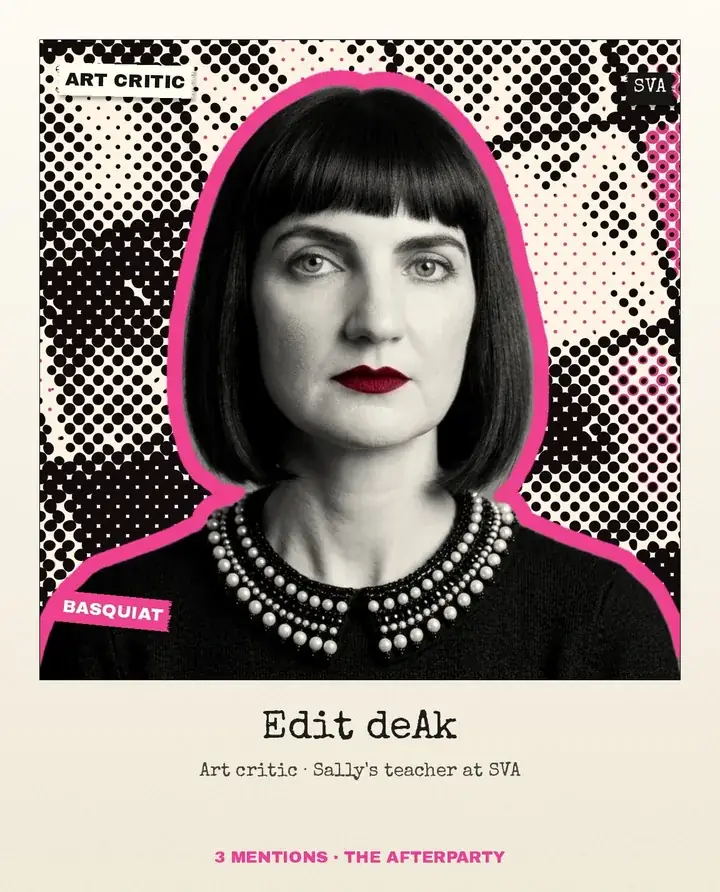 ART CRITIC
SVA
BASQUIAT
Edit deAk
Art critic · Sally's teacher at SVA
3 MENTIONS · THE AFTERPARTY